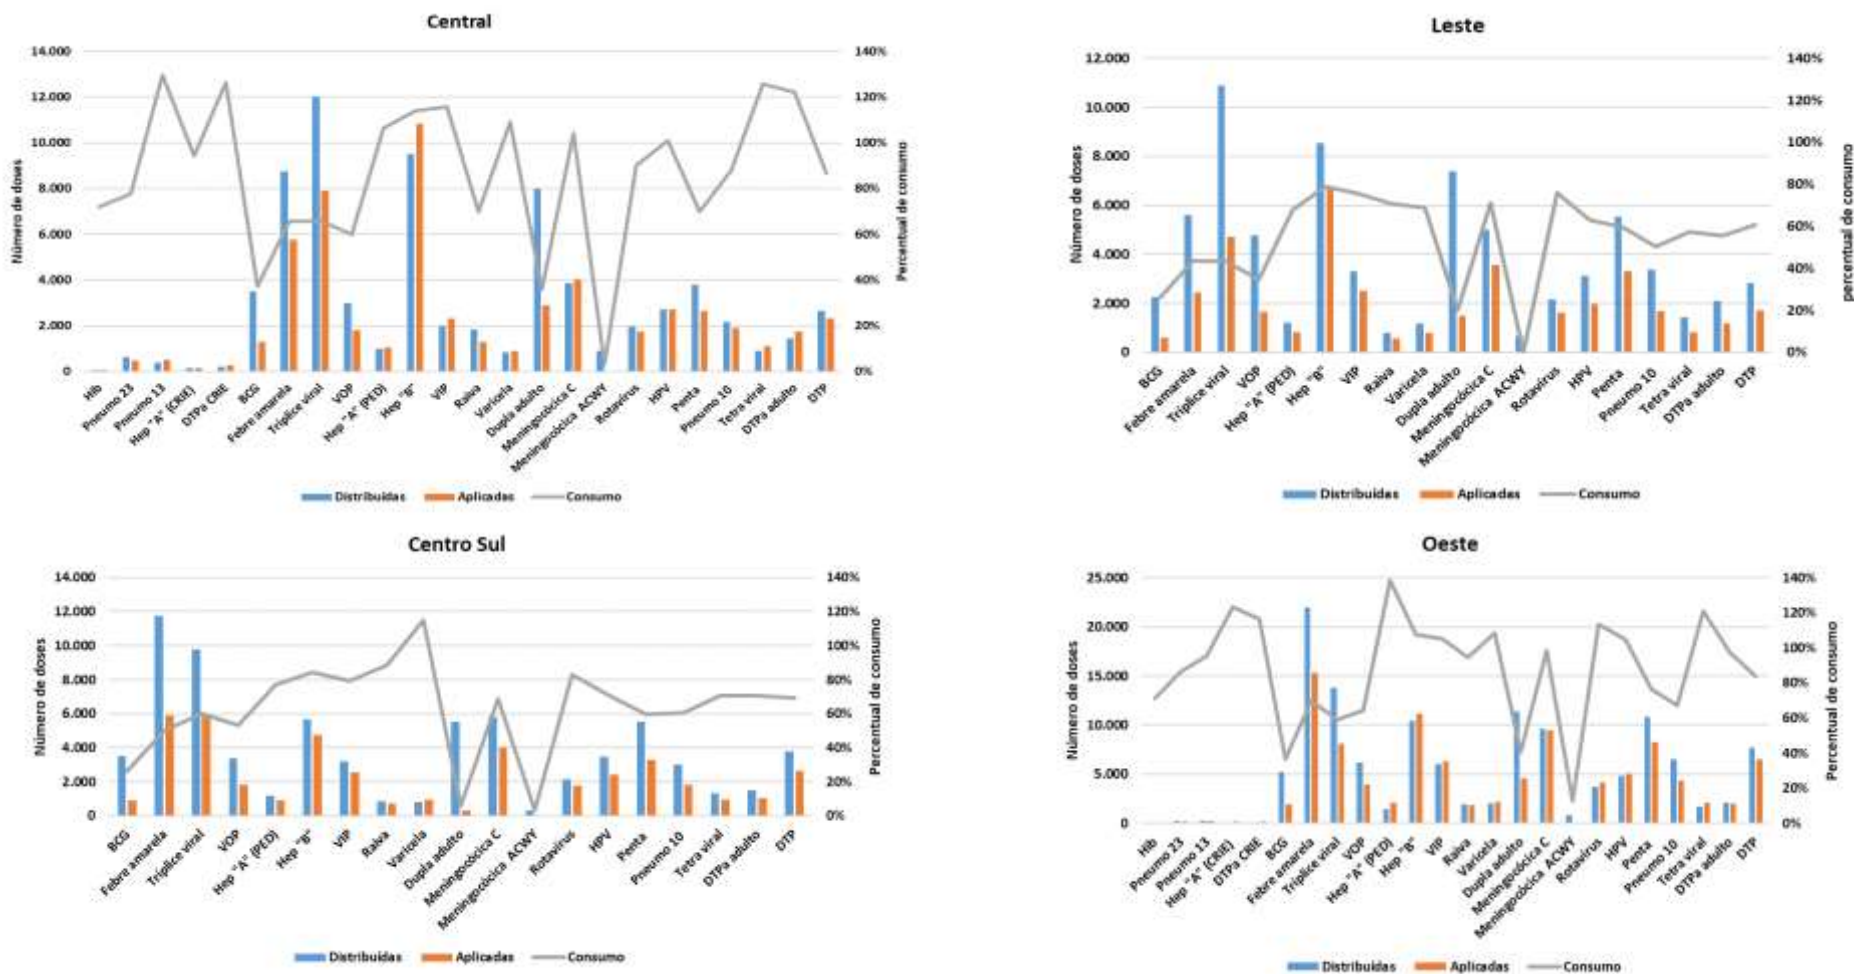 Central
14.000 140%
12.000 120%
10.000 100%
8.000 80%
6.000 60%
4.000 40%
2.000 20%
0 0%
Número de doses
Percentual de consumo
Hib
Pneumo 23
Pneumo 13
Hep "A" (CRIE)
DTPa CRIE
BCG
Febre amarela
Tríplice viral
VOP
Hep "A" (PED)
Hep "B"
VIP
Raiva
Varicela
Dupla adulto
Meningocócica C
Meningocócica ACWY
Rotavírus
HPV
Penta
Pneumo 10
Tetra viral
DTPa adulto
DTP
Distribuídas Aplicadas Consumo
Leste
12.000 140%
10.000 120%
8.000 100%
6.000 80%
4.000 60%
2.000 40%
0 20%
0%
Número de doses
percentual de consumo
BCG
Febre amarela
Tríplice viral
VOP
Hep "A" (PED)
Hep "B"
VIP
Raiva
Varicela
Dupla adulto
Meningocócica C
Meningocócica ACWY
Rotavírus
HPV
Penta
Pneumo 10
Tetra viral
DTPa adulto
DTP
Distribuídas Aplicadas Consumo
Centro Sul
14.000 140%
12.000 120%
10.000 100%
8.000 80%
6.000 60%
4.000 40%
2.000 20%
0 0%
Número de doses
Percentual de consumo
BCG
Febre amarela
Tríplice viral
VOP
Hep "A" (PED)
Hep "B"
VIP
Raiva
Varicela
Dupla adulto
Meningocócica C
Meningocócica ACWY
Rotavírus
HPV
Penta
Pneumo 10
Tetra viral
DTPa adulto
DTP
Distribuídas Aplicadas Consumo
Oeste
25.000 140%
20.000 120%
15.000 100%
10.000 80%
5.000 60%
0 40%
20%
0%
Número de doses
Percentual de consumo
Hib
Pneumo 23
Pneumo 13
Hep "A" (CRIE)
DTPa CRIE
BCG
Febre amarela
Tríplice viral
VOP
Hep "A" (PED)
Hep "B"
VIP
Raiva
Varicela
Dupla adulto
Meningocócica C
Meningocócica ACWY
Rotavírus
HPV
Penta
Pneumo 10
Tetra viral
DTPa adulto
DTP
Distribuídas Aplicadas Consumo